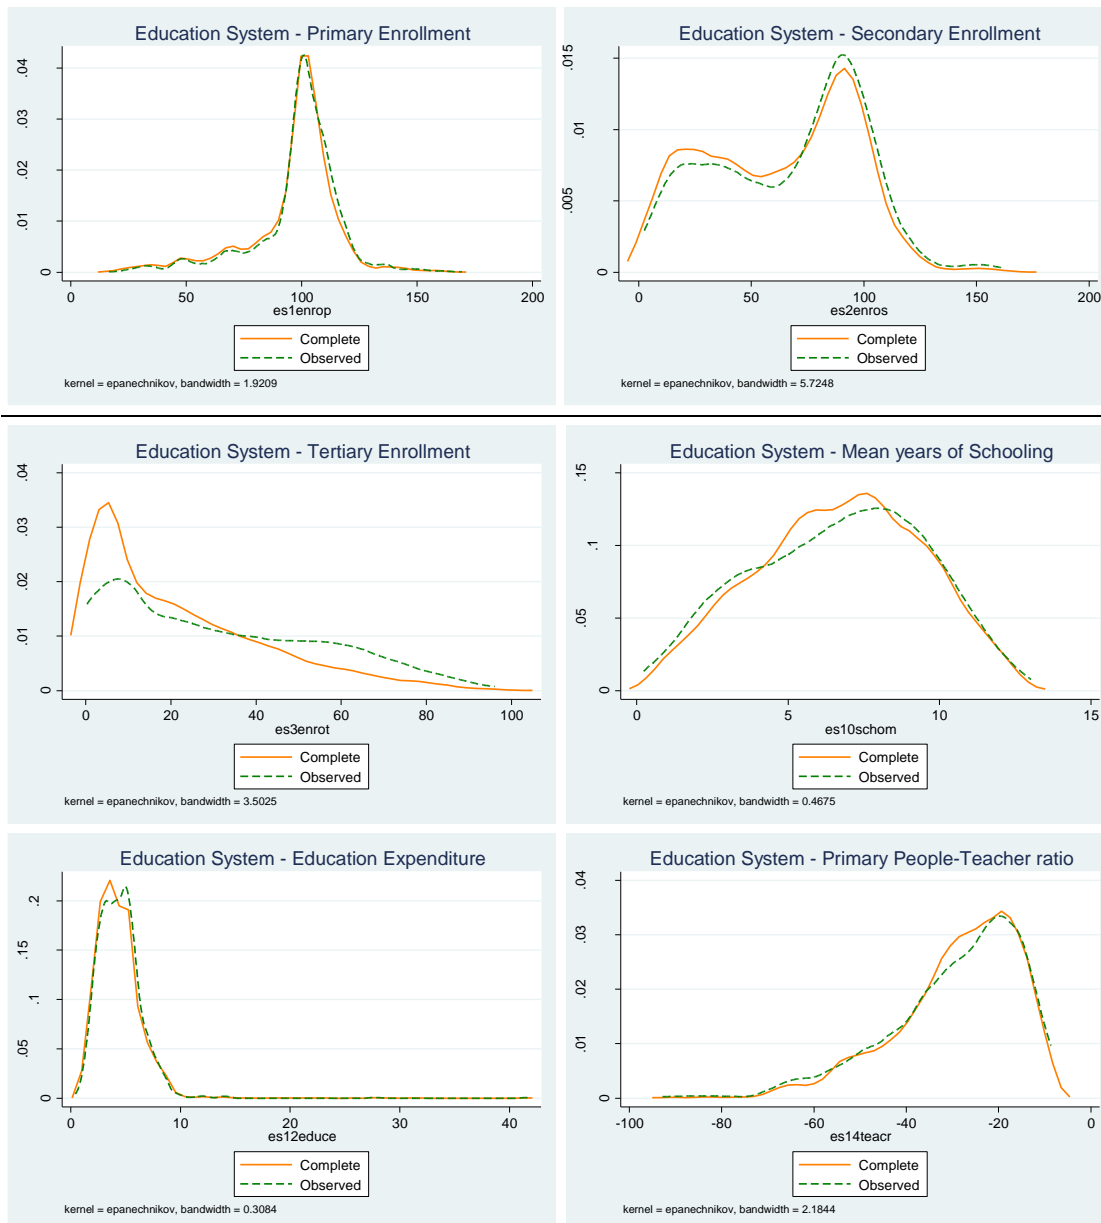 Education System - Primary Enrollment
0 .01 .02 .03 .04
0 50 100 150 200
es1enrop
Complete
Observed
kernel = epanechnikov, bandwidth = 1.9209
Education System - Secondary Enrollment
0 .005 .01 .015
0 50 100 150 200
es2enros
Complete
Observed
kernel = epanechnikov, bandwidth = 5.7248
Education System - Tertiary Enrollment
0 .01 .02 .03 .04
0 20 40 60 80 100
es3enrot
Complete
Observed
kernel = epanechnikov, bandwidth = 3.5025
Education System - Mean years of Schooling
0 .05 .1 .15
0 5 10 15
es10schom
Complete
Observed
kernel = epanechnikov, bandwidth = 0.4675
Education System - Education Expenditure
0 .05 .1 .15 .2
0 10 20 30 40
es12educe
Complete
Observed
kernel = epanechnikov, bandwidth = 0.3084
Education System - Primary People-Teacher ratio
0 .01 .02 .03 .04
-100 -80 -60 -40 -20 0
es14teacr
Complete
Observed
kernel = epanechnikov, bandwidth = 2.1844